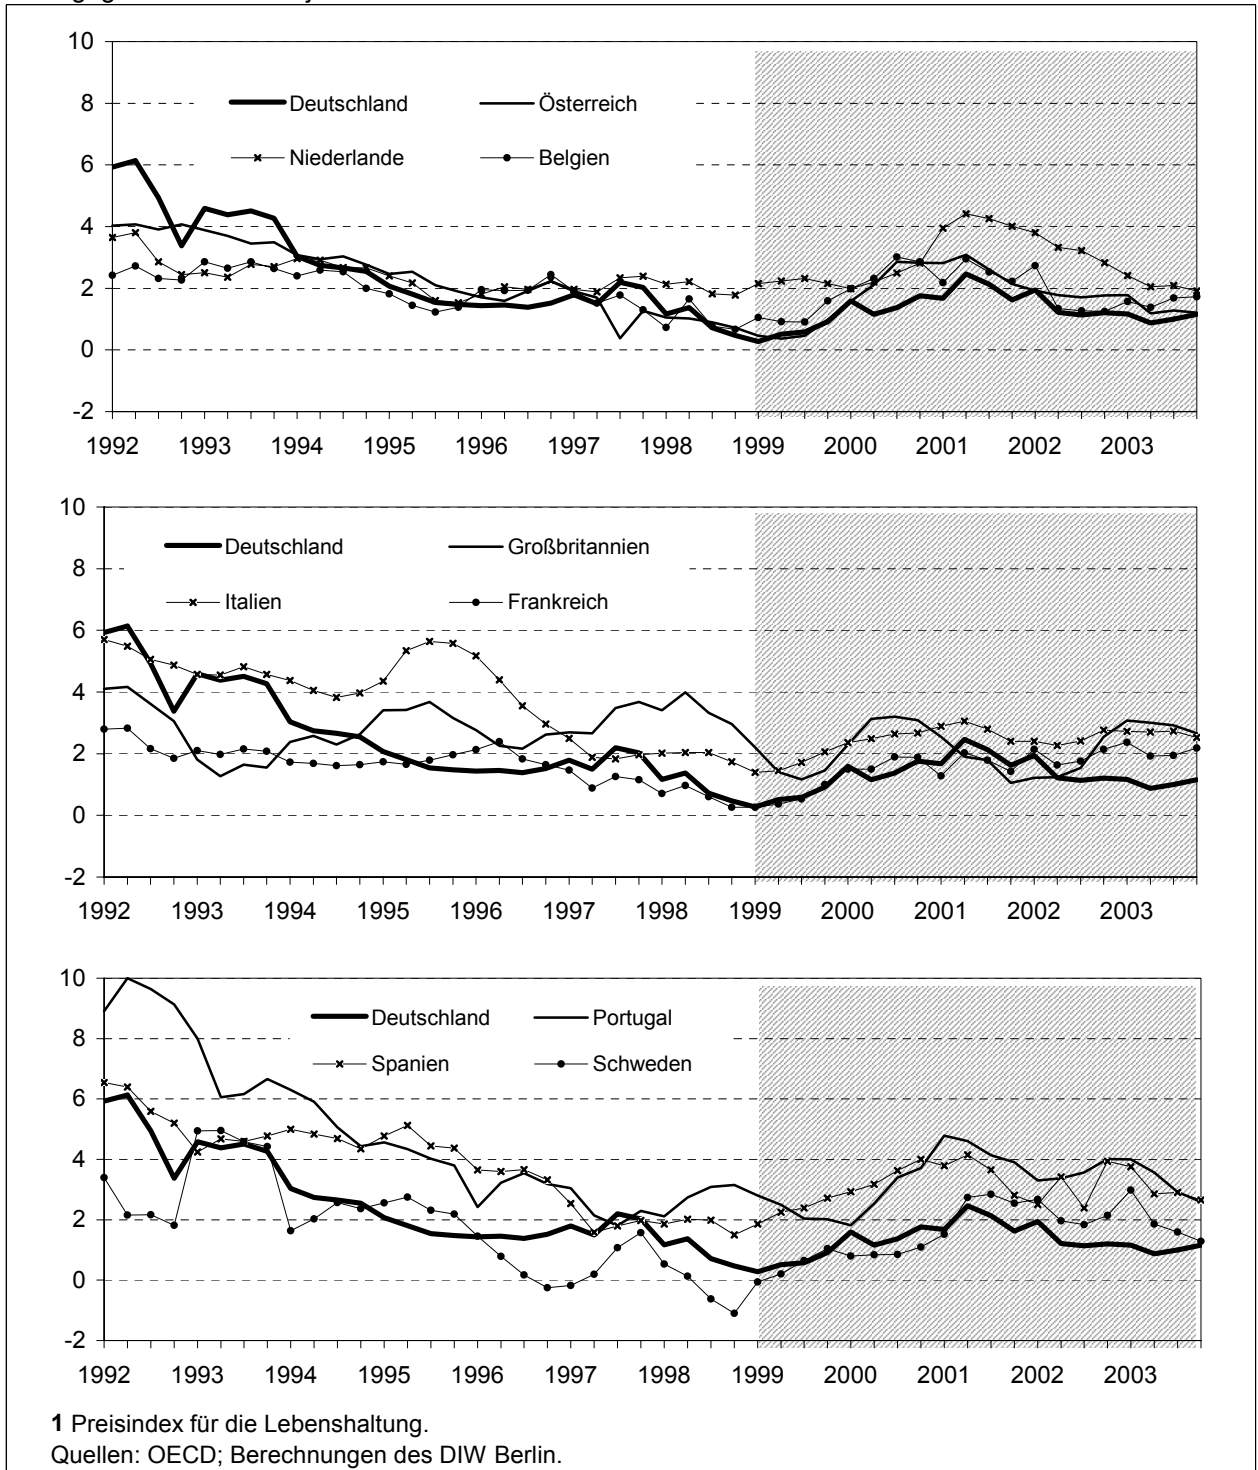 10
8
Deutschland Österreich
6
Niederlande Belgien
4
2
0
-2
1992 1993 1994 1995 1996 1997 1998 1999 2000 2001 2002 2003
10
Deutschland Großbritannien
8
Italien Frankreich
6
4
2
0
-2
1992 1993 1994 1995 1996 1997 1998 1999 2000 2001 2002 2003
10
Deutschland Portugal
8
Spanien Schweden
6
4
2
0
-2
1992 1993 1994 1995 1996 1997 1998 1999 2000 2001 2002 2003
1 Preisindex für die Lebenshaltung.
Quellen: OECD; Berechnungen des DIW Berlin.